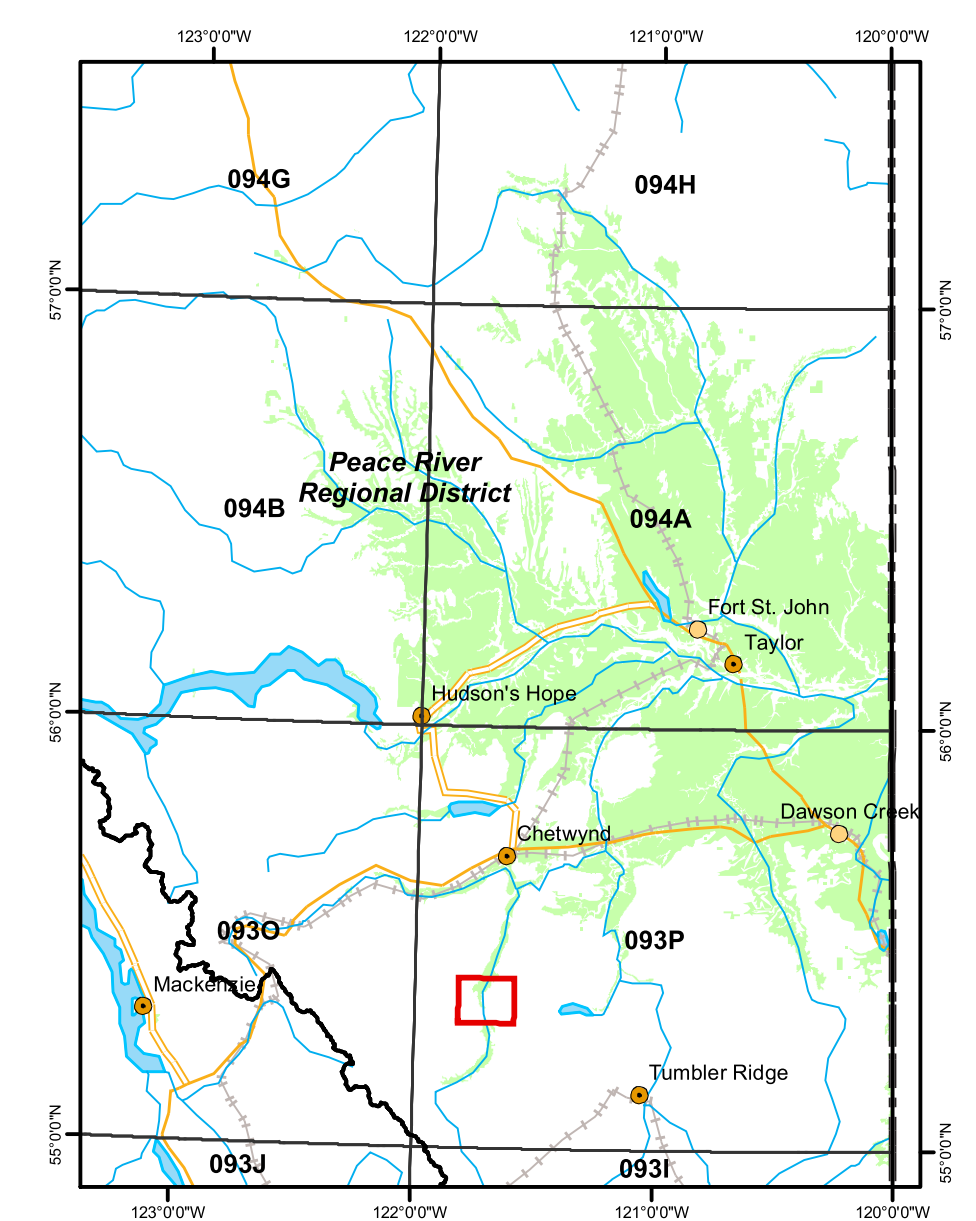 123°0'0"W
122°0'0"W
121°0'0"W
120°0'0"W
094G
094H
57°0'0"N
57°0'0"N
Peace River
Regional District
094B
094A
Fort St. John
Taylor
Hudson's Hope
56°0'0"N
56°0'0"N
Dawson Creek
Chetwynd
093O
093P
Mackenzie
Tumbler Ridge
55°0'0"N
55°0'0"N
093J
093I
123°0'0"W
122°0'0"W
121°0'0"W
120°0'0"W